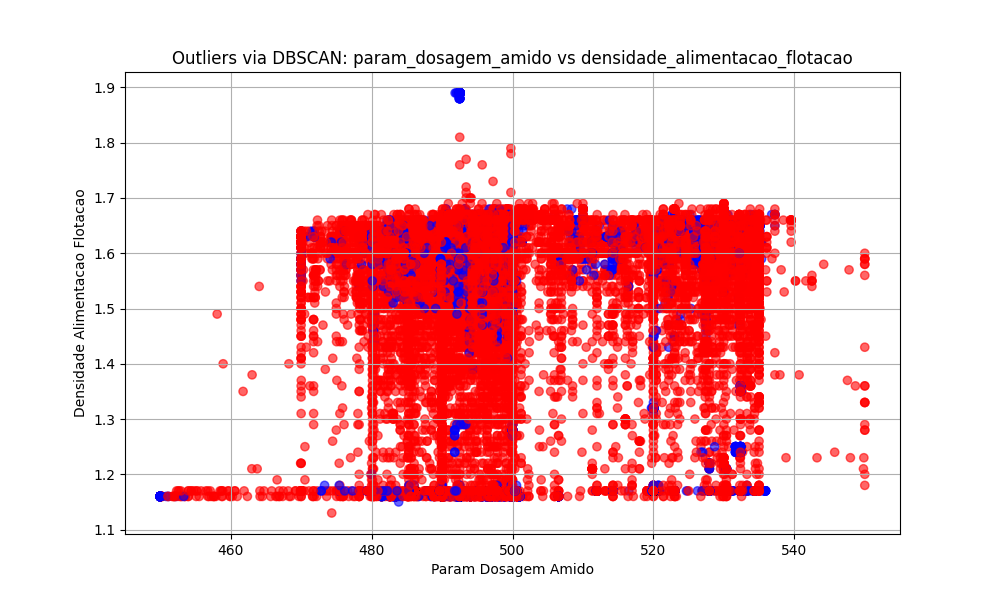 Outliers via DBSCAN: param_dosagem_amido vs densidade_alimentacao_flotacao
1.9
1.8
1.7
1.6
1.5
1.4
1.3
1.2
1.1
Densidade Alimentacao Flotacao
460 480 500 520 540
Param Dosagem Amido